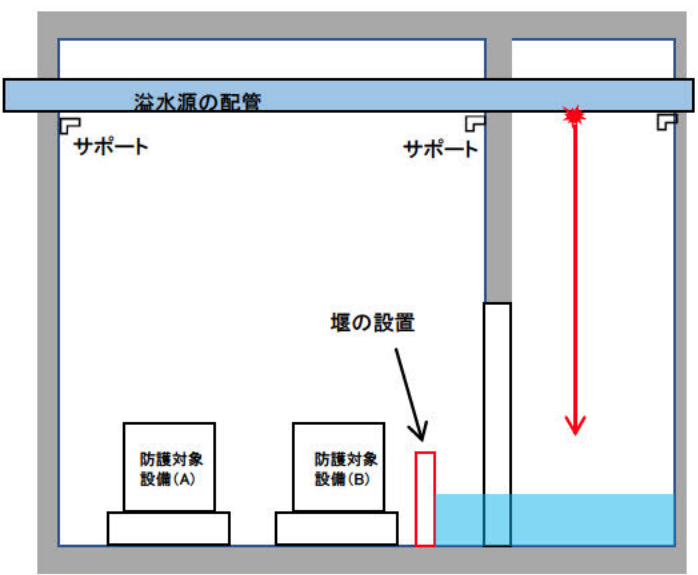 溢水源の配管
サポート
サポート
堰の設置
防護対象
設備(A)
防護対象
設備(B)